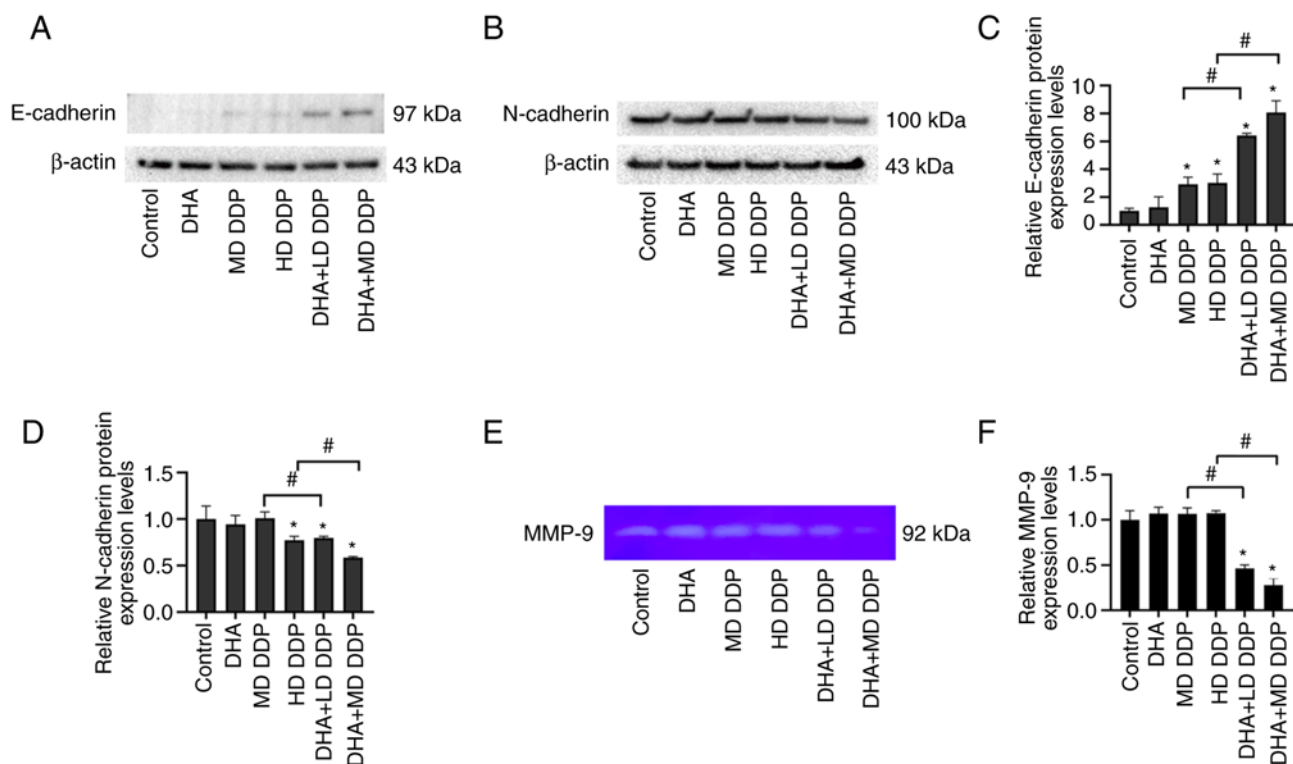 A
E-cadherin
97 kDa
β-actin
43 kDa
Control
DHA
MD DDP
HD DDP
DHA+LD DDP
DHA+MD DDP
B
N-cadherin
100 kDa
β-actin
43 kDa
Control
DHA
MD DDP
HD DDP
DHA+LD DDP
DHA+MD DDP
C
Relative E-cadherin protein
expression levels
10
8
6
4
2
0
#
#
*
*
*
*
Control
DHA
MD DDP
HD DDP
DHA+LD DDP
DHA+MD DDP
D
Relative N-cadherin protein
expression levels
1.5
1.0
0.5
0.0
#
#
*
*
*
Control
DHA
MD DDP
HD DDP
DHA+LD DDP
DHA+MD DDP
E
MMP-9
92 kDa
Control
DHA
MD DDP
HD DDP
DHA+LD DDP
DHA+MD DDP
F
Relative MMP-9
expression levels
1.5
1.0
0.5
0.0
#
#
*
*
Control
DHA
MD DDP
HD DDP
DHA+LD DDP
DHA+MD DDP